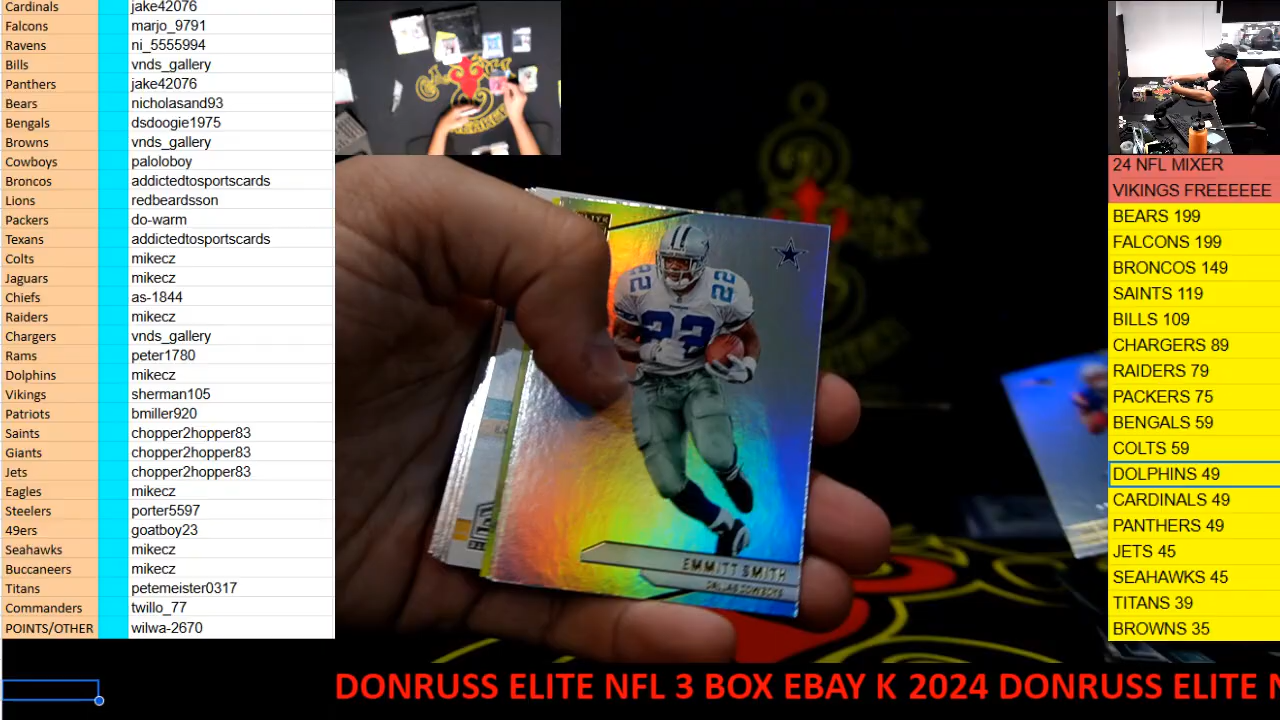 Cardinals jake42076
Falcons marjo_9791
Ravens ni_5555994
Bills vnds_gallery
Panthers jake42076
Bears nicholasand93
Bengals dsdoogie1975
Browns vnds_gallery
Cowboys paloloboy
Broncos addictedtosportscards
Lions redbeardsson
Packers do-warm
Texans addictedtosportscards
Colts mikecz
Jaguars mikecz
Chiefs as-1844
Raiders mikecz
Chargers vnds_gallery
Rams peter1780
Dolphins mikecz
Vikings sherman105
Patriots bmiller920
Saints chopper2hopper83
Giants chopper2hopper83
Jets chopper2hopper83
Eagles mikecz
Steelers porter5597
49ers goatboy23
Seahawks mikecz
Buccaneers mikecz
Titans petemeister0317
Commanders twillo_77
POINTS/OTHER wilwa-2670
22
22
22
EMMITT SMITH
DALLAS COWBOYS
24 NFL MIXER
VIKINGS FREEEEEE
BEARS 199
FALCONS 199
BRONCOS 149
SAINTS 119
BILLS 109
CHARGERS 89
RAIDERS 79
PACKERS 75
BENGALS 59
COLTS 59
DOLPHINS 49
CARDINALS 49
PANTHERS 49
JETS 45
SEAHAWKS 45
TITANS 39
BROWNS 35
DONRUSS ELITE NFL 3 BOX EBAY K 2024 DONRUSS ELITE